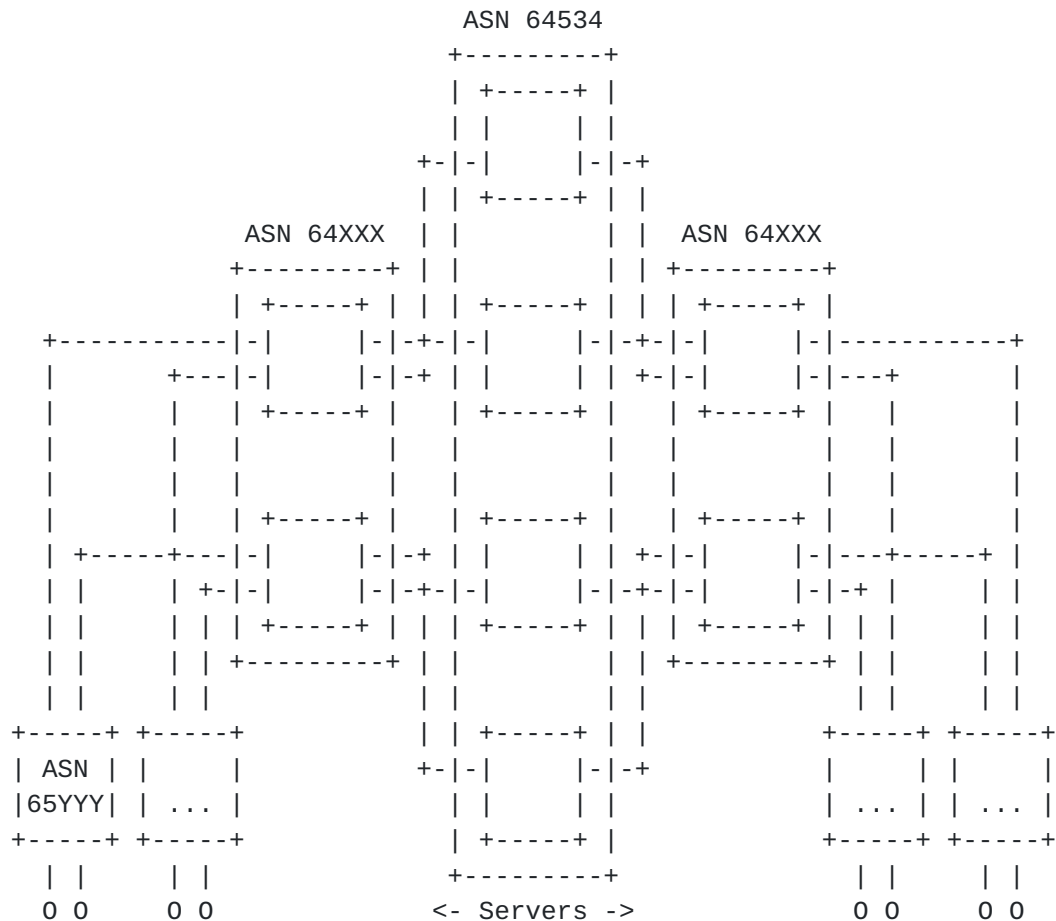 ASN 64534
ASN 64XXX ASN 64XXX
ASN
65YYY ... ... ...
O O O O <- Servers -> O O O O